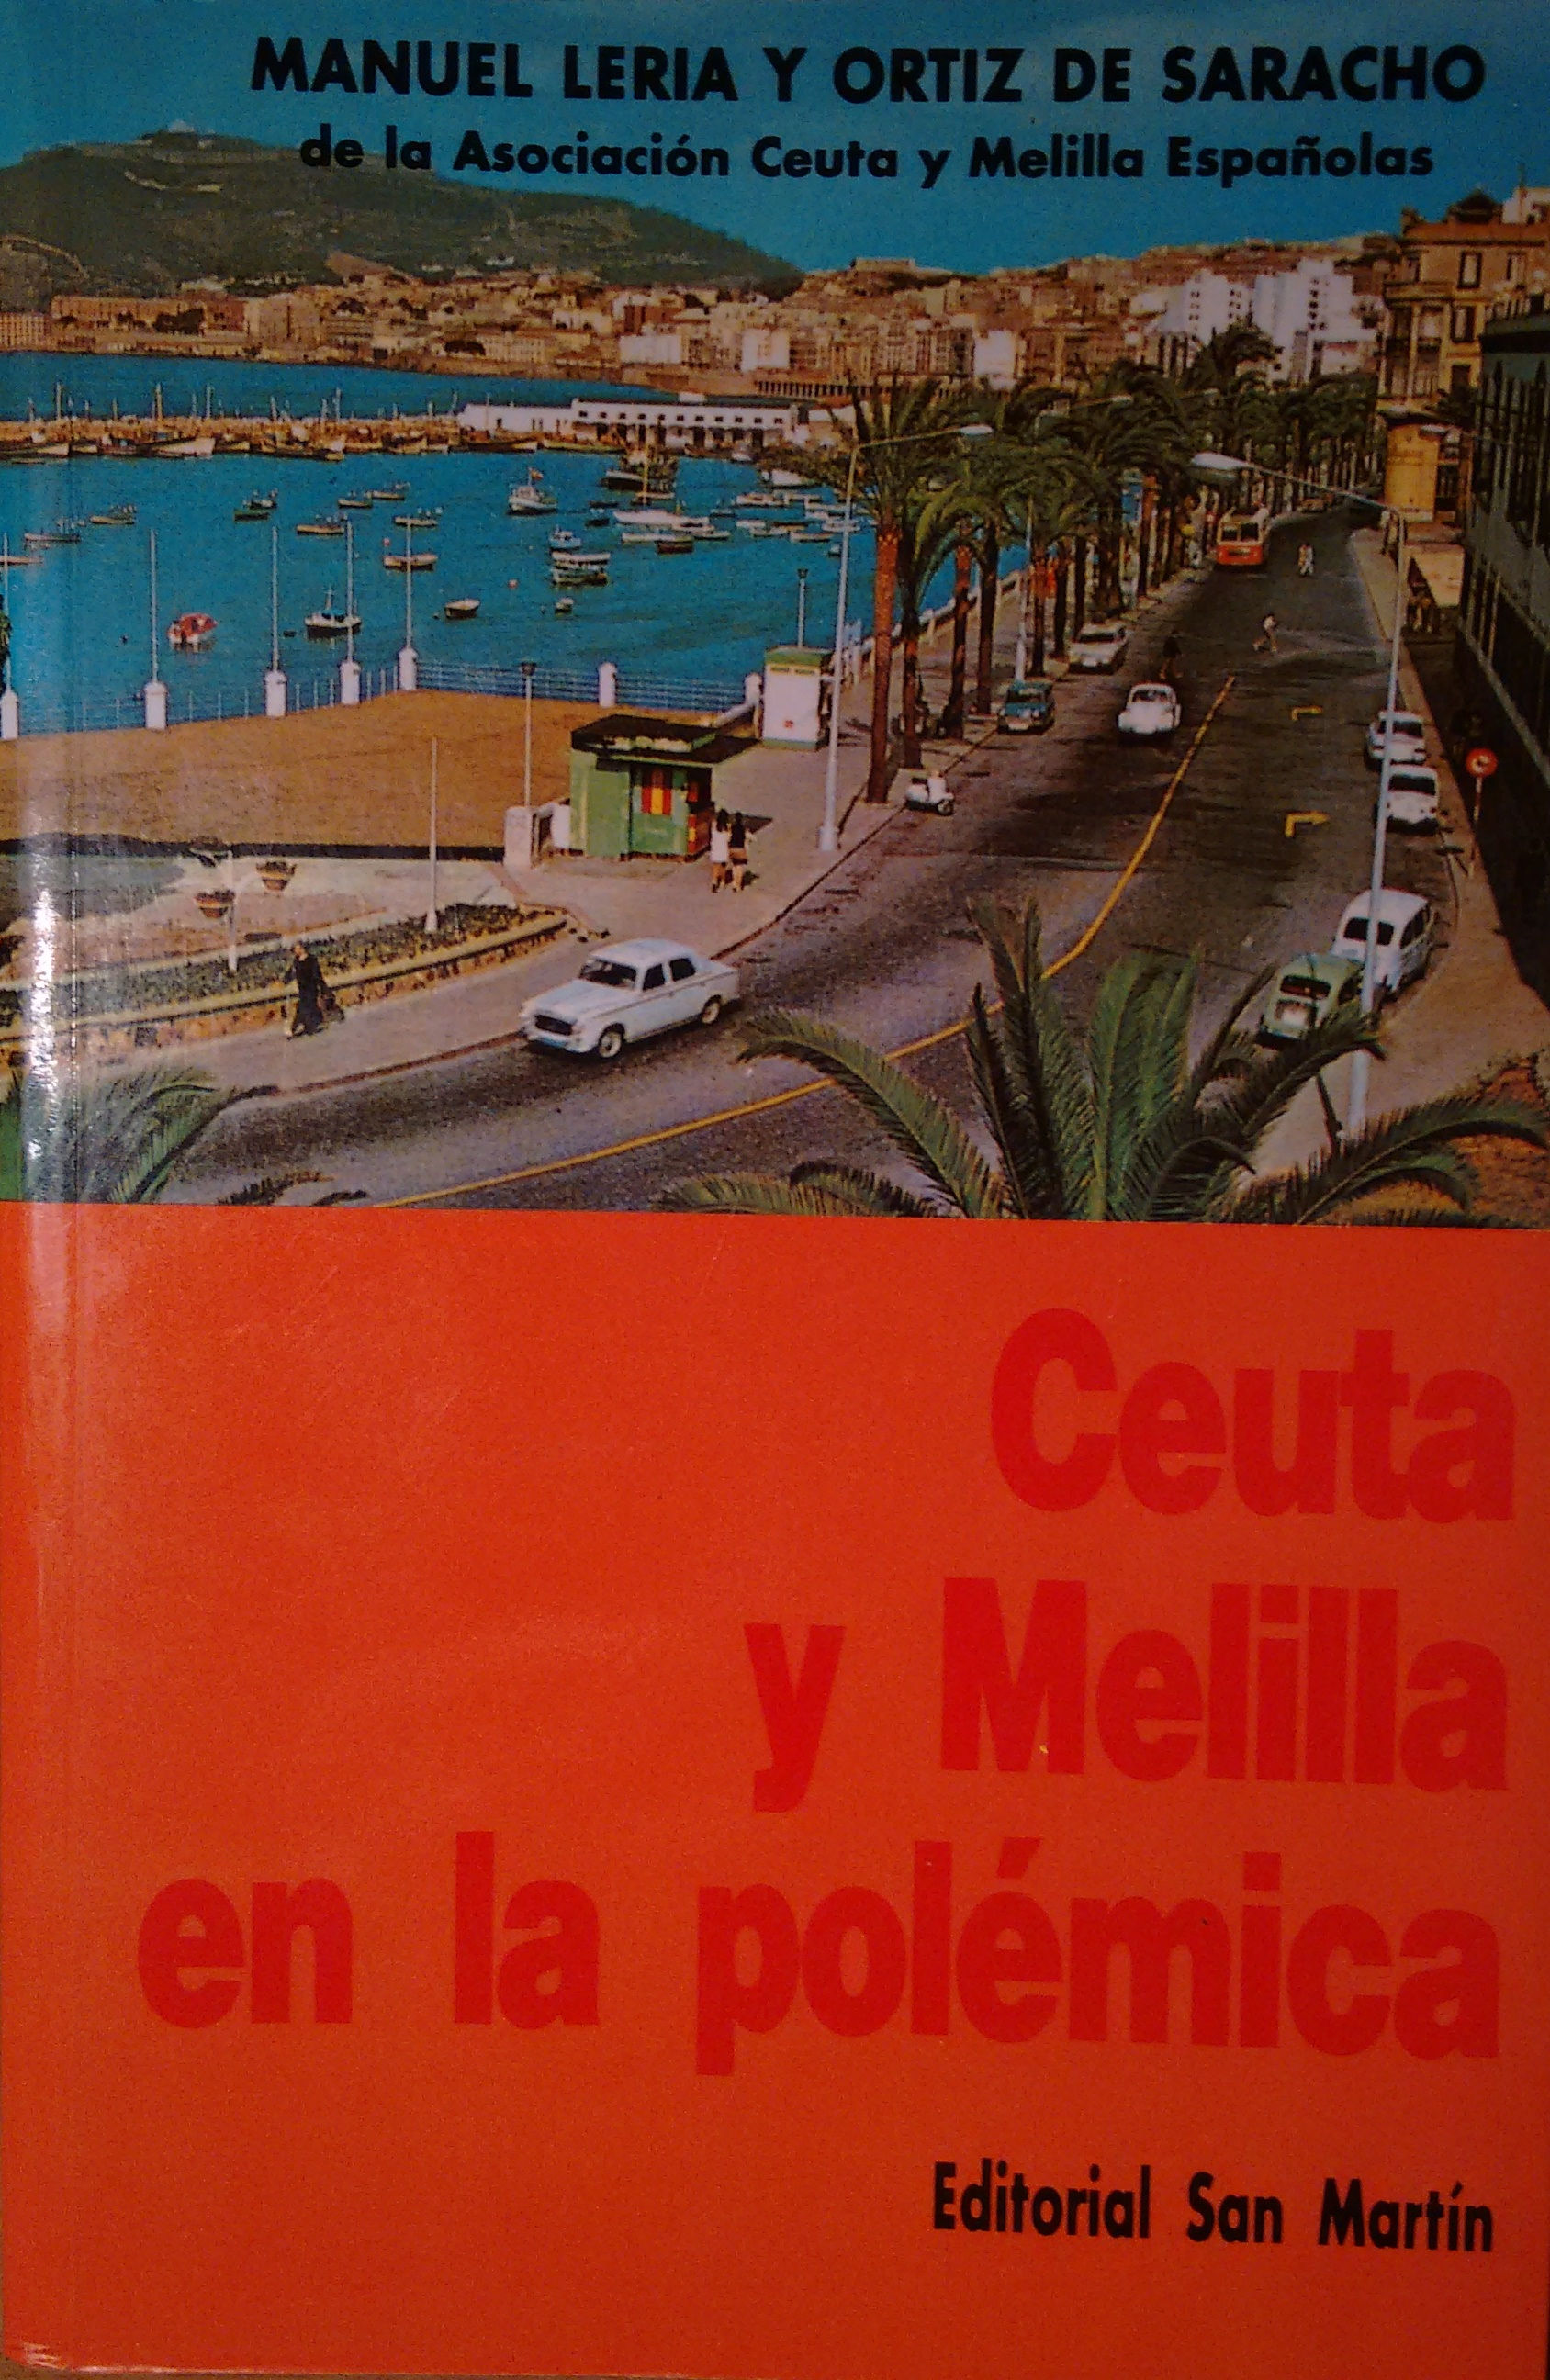 MANUEL LERIA Y ORTIZ DE SARACHO
de la Asociación Ceuta y Melilla Españolas
Ceuta
y Melilla
en la polémica
Editorial San Martín